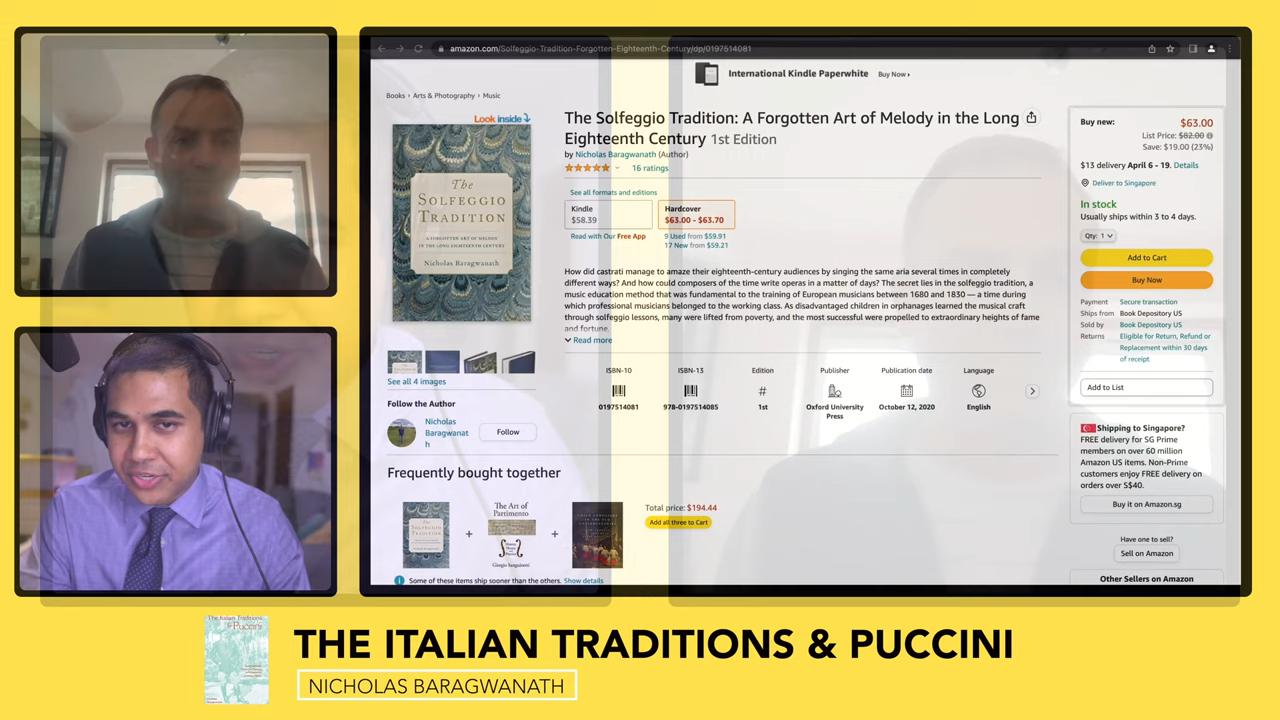 amazon.com/Solfeggio-Tradition-Forgotten-Eighteenth-Century/dp/0197514081
International Kindle Paperwhite Buy Now ›
Books › Arts & Photography › Music
Look inside
The
SOLFEGGIO
TRADITION
A FORGOTTEN ART OF MELODY
IN THE LONG EIGHTEENTH CENTURY
Nicholas Baragwanath
See all 4 images
Follow the Author
Nicholas
Baragwanat
h
Follow
The Solfeggio Tradition: A Forgotten Art of Melody in the Long
Eighteenth Century 1st Edition
by Nicholas Baragwanath (Author)
16 ratings
See all formats and editions
Kindle
$58.39
Hardcover
$63.00 - $63.70
Read with Our Free App
9 Used from $59.91
17 New from $59.21
How did castrati manage to amaze their eighteenth-century audiences by singing the same aria several times in completely
different ways? And how could composers of the time write operas in a matter of days? The secret lies in the solfeggio tradition, a
music education method that was fundamental to the training of European musicians between 1680 and 1830 — a time during
which professional musicians belonged to the working class. As disadvantaged children in orphanages learned the musical craft
through solfeggio lessons, many were lifted from poverty, and the most successful were propelled to extraordinary heights of fame
and fortune.
Read more
ISBN-10
0197514081
ISBN-13
978-0197514085
Edition
#
1st
Publisher
Oxford University
Press
Publication date
October 12, 2020
Language
English
Frequently bought together
The
SOLFEGGIO
TRADITION
+
The Art of
Partimento
Giorgio Sanguinetti
+
Total price: $194.44
Add all three to Cart
Some of these items ship sooner than the others. Show details
Buy new: $63.00
List Price: $82.00
Save: $19.00 (23%)
$13 delivery April 6 - 19. Details
Deliver to Singapore
In stock
Usually ships within 3 to 4 days.
Qty: 1
Add to Cart
Buy Now
Payment Secure transaction
Ships from Book Depository US
Sold by Book Depository US
Returns Eligible for Return, Refund or
Replacement within 30 days
of receipt
Add to List
Shipping to Singapore?
FREE delivery for SG Prime
members on over 60 million
Amazon US items. Non-Prime
customers enjoy FREE delivery on
orders over S$40.
Buy it on Amazon.sg
Have one to sell?
Sell on Amazon
Other Sellers on Amazon
The Italian Traditions
& Puccini
THE ITALIAN TRADITIONS & PUCCINI
NICHOLAS BARAGWANATH